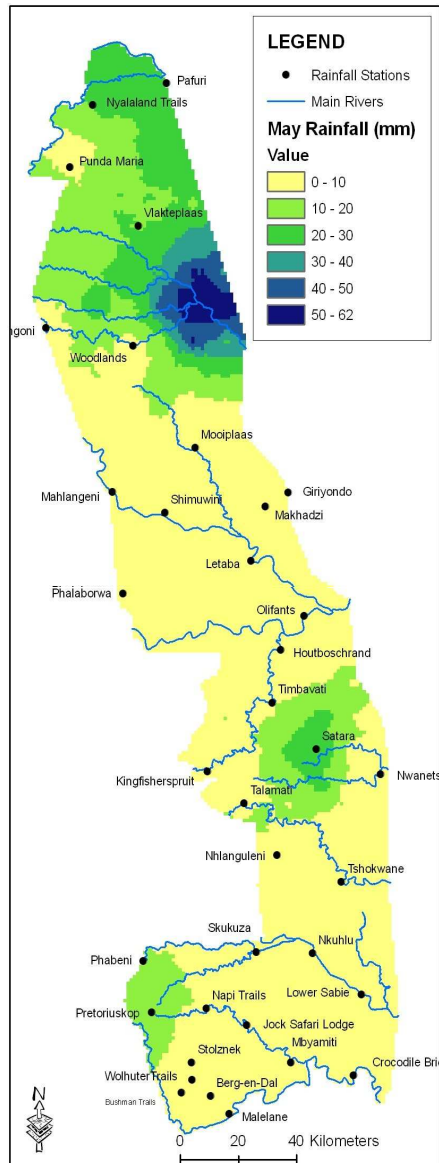 LEGEND
Rainfall Stations
Main Rivers
May Rainfall (mm)
Value
0 - 10
10 - 20
20 - 30
30 - 40
40 - 50
50 - 62
Pafuri
Nyalaland Trails
Punda Maria
Vlakteplaas
ngoni
Woodlands
Mooiplaas
Mahlangeni
Shimuwini
Giriyondo
Makhadzi
Letaba
Phalaborwa
Olifants
Houtboschrand
Timbavati
Satara
Kingfisherspruit
Nwanets
Talamati
Nhlanguleni
Tshokwane
Skukuza
Nkuhlu
Phabeni
Lower Sabie
Napi Trails
Pretoriuskop
Jock Safari Lodge
Mbyamiti
Stolznek
Crocodile Brid
Wolhuter Trails
Berg-en-Dal
Bushman Trails
Malelane
N
0 20 40 Kilometers